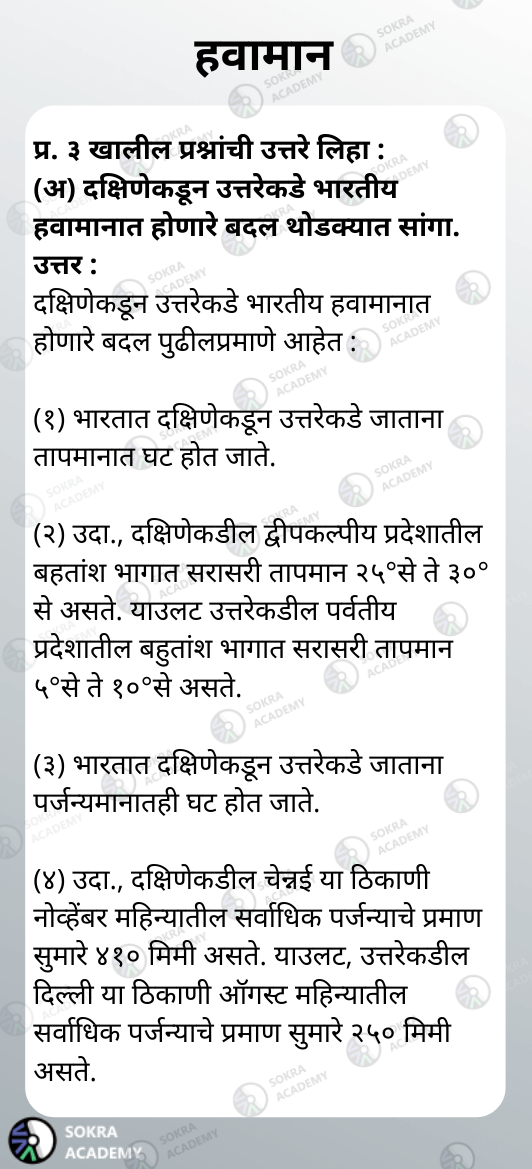 हवामान
प्र. ३ खालील प्रश्नांची उत्तरे लिहा :
(अ) दक्षिणेकडून उत्तरेकडे भारतीय
हवामानात होणारे बदल थोडक्यात सांगा.
उत्तर :
दक्षिणेकडून उत्तरेकडे भारतीय हवामानात
होणारे बदल पुढीलप्रमाणे आहेत :
(१) भारतात दक्षिणेकडून उत्तरेकडे जाताना
तापमानात घट होत जाते.
(२) उदा., दक्षिणेकडील द्वीपकल्पीय प्रदेशातील
बहतांश भागात सरासरी तापमान २५°से ते ३०°
से असते. याउलट उत्तरेकडील पर्वतीय
प्रदेशातील बहुतांश भागात सरासरी तापमान
५°से ते १०°से असते.
(३) भारतात दक्षिणेकडून उत्तरेकडे जाताना
पर्जन्यमानातही घट होत जाते.
(४) उदा., दक्षिणेकडील चेन्नई या ठिकाणी
नोव्हेंबर महिन्यातील सर्वाधिक पर्जन्याचे प्रमाण
सुमारे ४१० मिमी असते. याउलट, उत्तरेकडील
दिल्ली या ठिकाणी ऑगस्ट महिन्यातील
सर्वाधिक पर्जन्याचे प्रमाण सुमारे २५० मिमी
असते.
SOKRA
ACADEMY